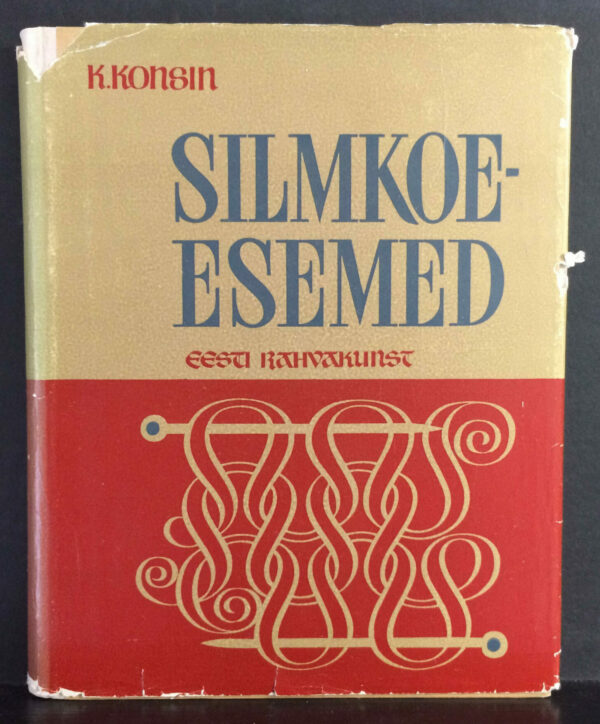 K. KONSIN
SILMKOE-
ESEMED
EESTI RAHVAKUNST